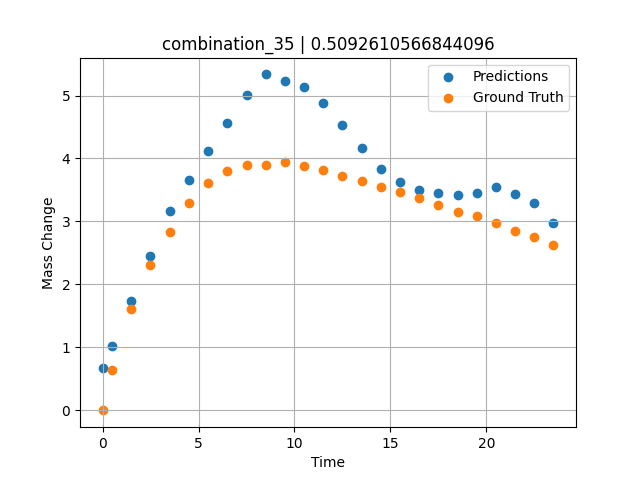 combination_35 | 0.5092610566844096
Predictions
Ground Truth
Mass Change
5
4
3
2
1
0
0 5 10 15 20
Time